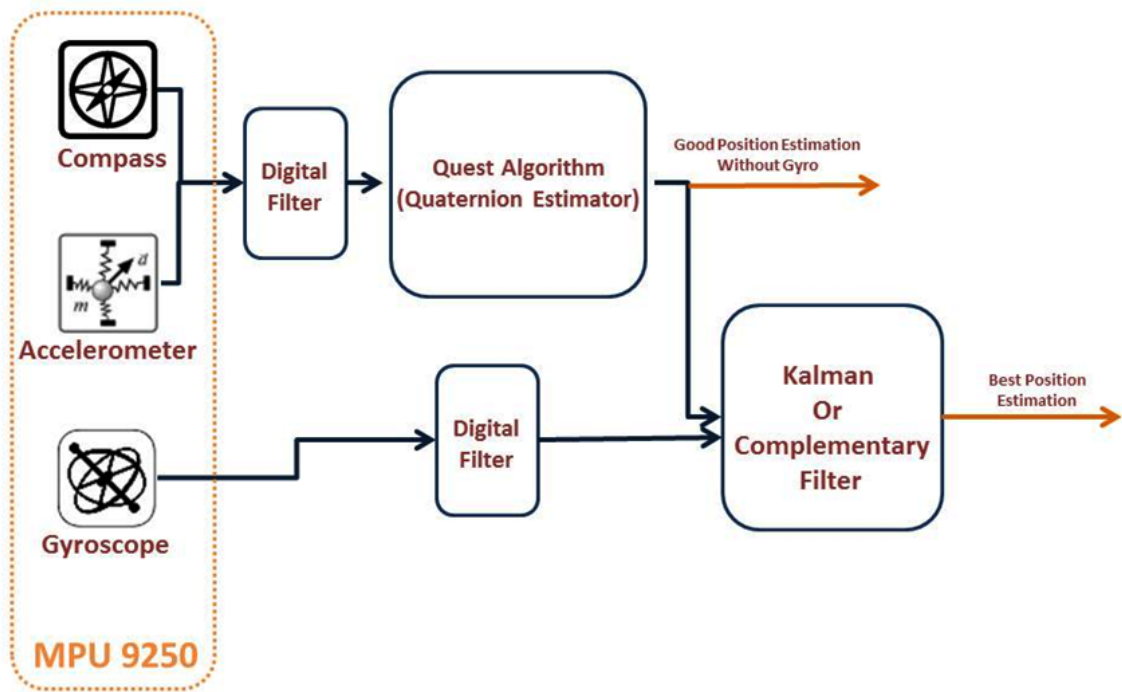 Compass
Accelerometer
a
m
Gyroscope
MPU 9250
Digital
Filter
Quest Algorithm
(Quaternion Estimator)
Good Position Estimation
Without Gyro
Digital
Filter
Kalman
Or
Complementary
Filter
Best Position
Estimation